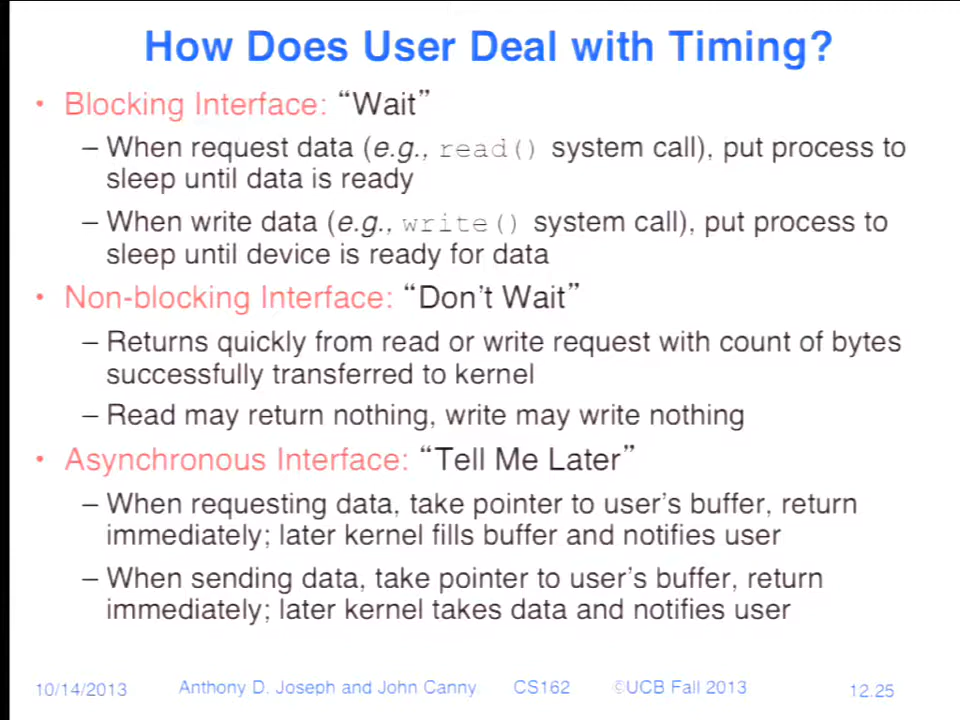 How Does User Deal with Timing?
• Blocking Interface: “Wait”
– When request data (e.g., read() system call), put process to
sleep until data is ready
– When write data (e.g., write() system call), put process to
sleep until device is ready for data
• Non-blocking Interface: “Don’t Wait”
– Returns quickly from read or write request with count of bytes
successfully transferred to kernel
– Read may return nothing, write may write nothing
• Asynchronous Interface: “Tell Me Later”
– When requesting data, take pointer to user’s buffer, return
immediately; later kernel fills buffer and notifies user
– When sending data, take pointer to user’s buffer, return
immediately; later kernel takes data and notifies user
10/14/2013 Anthony D. Joseph and John Canny CS162 ©UCB Fall 2013 12.25